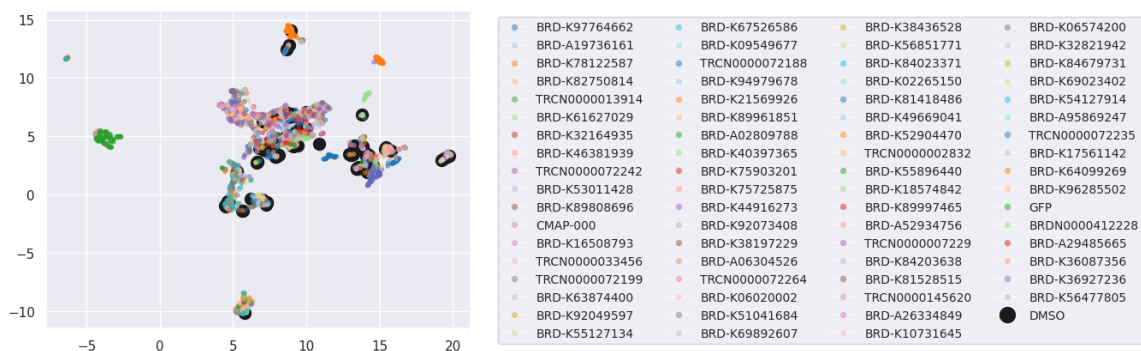 15
10
5
0
−5
−10
−5 0 5 10 15 20
BRD-K97764662 BRD-K67526586 BRD-K38436528 BRD-K06574200
BRD-A19736161 BRD-K09549677 BRD-K56851771 BRD-K32821942
BRD-K78122587 TRCN0000072188 BRD-K84023371 BRD-K84679731
BRD-K82750814 BRD-K94979678 BRD-K02265150 BRD-K69023402
TRCN0000013914 BRD-K21569926 BRD-K81418486 BRD-K54127914
BRD-K61627029 BRD-K89961851 BRD-K49669041 BRD-A95869247
BRD-K32164935 BRD-A02809788 BRD-K52904470 TRCN0000072235
BRD-K46381939 BRD-K40397365 TRCN0000002832 BRD-K17561142
TRCN0000072242 BRD-K75903201 BRD-K55896440 BRD-K64099269
BRD-K53011428 BRD-K75725875 BRD-K18574842 BRD-K96285502
BRD-K89808696 BRD-K44916273 BRD-K89997465 GFP
CMAP-000 BRD-K92073408 BRD-A52934756 BRDN0000412228
BRD-K16508793 BRD-K38197229 TRCN0000007229 BRD-A29485665
TRCN0000033456 BRD-A06304526 BRD-K84203638 BRD-K36087356
TRCN0000072199 TRCN0000072264 BRD-K81528515 BRD-K36927236
BRD-K63874400 BRD-K06020002 TRCN0000145620 BRD-K56477805
BRD-K92049597 BRD-K51041684 BRD-A26334849 DMSO
BRD-K55127134 BRD-K69892607 BRD-K10731645